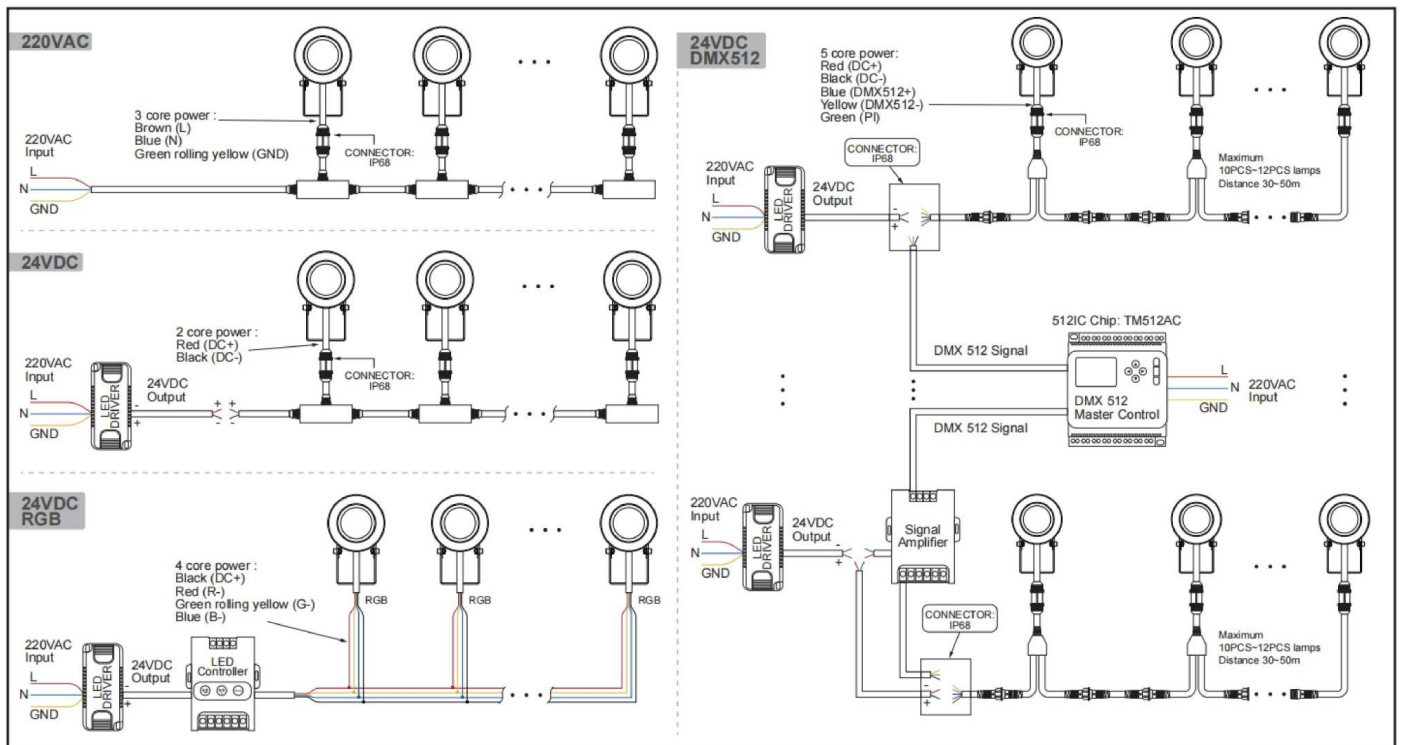 220VAC
3 core power :
Brown (L)
Blue (N)
Green rolling yellow (GND)
CONNECTOR:
IP68
220VAC
Input
L
N
GND
24VDC
2 core power :
Red (DC+)
Black (DC-)
CONNECTOR:
IP68
220VAC
Input
L
N
GND
LED
DRIVER
24VDC
Output
-
+
+
-
+
-
24VDC
RGB
4 core power :
Black (DC+)
Red (R-)
Green rolling yellow (G-)
Blue (B-)
RGB
RGB
RGB
220VAC
Input
L
N
GND
LED
DRIVER
24VDC
Output
-
+
LED
Controller
24VDC
DMX512
5 core power:
Red (DC+)
Black (DC-)
Blue (DMX512+)
Yellow (DMX512-)
Green (PI)
CONNECTOR:
IP68
CONNECTOR:
IP68
Maximum
10PCS~12PCS lamps
Distance 30~50m
220VAC
Input
L
N
GND
LED
DRIVER
24VDC
Output
-
+
512IC Chip: TM512AC
DMX 512 Signal
DMX 512
Master Control
L
N
GND
220VAC
Input
DMX 512 Signal
220VAC
Input
L
N
GND
LED
DRIVER
24VDC
Output
-
+
Signal
Amplifier
CONNECTOR:
IP68
-
+
Maximum
10PCS~12PCS lamps
Distance 30~50m